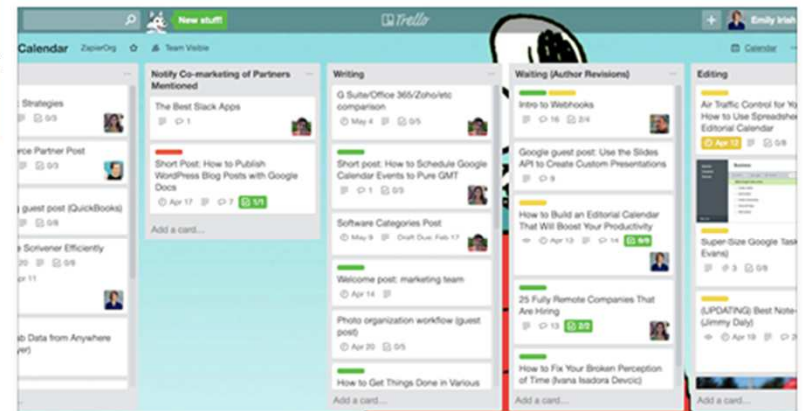 New stuff!
Trello
Emily Irish
Calendar
ZapierOrg
Team Visible
Calendar
Strategies
0/3
rce Partner Post
0/3
guest post (QuickBooks)
0/8
e Scrivener Efficiently
20
0/9
pr 11
ab Data from Anywhere
yer)
Notify Co-marketing of Partners
Mentioned
The Best Slack Apps
1
Short Post: How to Publish
WordPress Blog Posts with Google
Docs
Apr 17 7 1/1
Add a card...
Writing
G Suite/Office 365/Zoho/etc
comparison
May 4 0/5
Short post: How to Schedule Google
Calendar Events to Pure GMT
1 0/5
Software Categories Post
May 9 Draft Due: Feb 17
Welcome post: marketing team
Apr 14
Photo organization workflow (guest
post)
Apr 20 0/5
How to Get Things Done in Various
Add a card...
Waiting (Author Revisions)
Intro to Webhooks
16 2/4
Google guest post: Use the Slides
API to Create Custom Presentations
9
How to Build an Editorial Calendar
That Will Boost Your Productivity
Apr 13 14
25 Fully Remote Companies That
Are Hiring
13 2/2
How to Fix Your Broken Perception
of Time (Ivana Isadora Devcic)
Add a card...
Editing
Air Traffic Control for Yo
How to Use Spreadshee
Editorial Calendar
Apr 12 0/8
Super-Size Google Task
Evans)
3 0/8
(UPDATING) Best Note-
(Jimmy Daly)
Apr 19
Add a card...